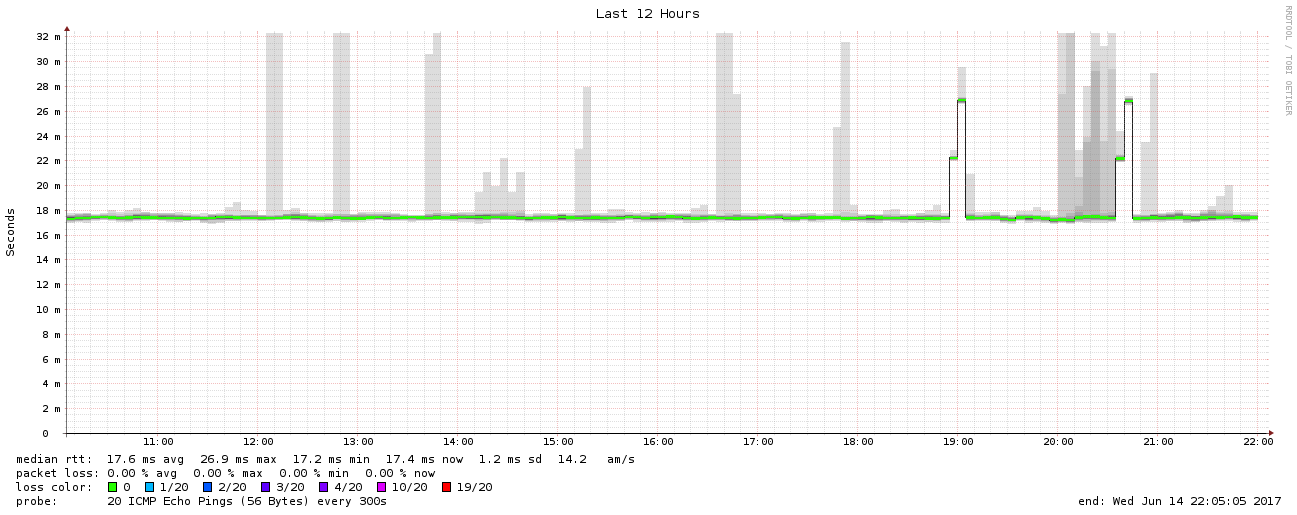 Last 12 Hours
RRDTOOL / TOBI OETIKER
Seconds
32 m
30 m
28 m
26 m
24 m
22 m
20 m
18 m
16 m
14 m
12 m
10 m
8 m
6 m
4 m
2 m
0
11:00 12:00 13:00 14:00 15:00 16:00 17:00 18:00 19:00 20:00 21:00 22:00
median rtt: 17.6 ms avg 26.9 ms max 17.2 ms min 17.4 ms now 1.2 ms sd 14.2 am/s
packet loss: 0.00 % avg 0.00 % max 0.00 % min 0.00 % now
loss color: 0 1/20 2/20 3/20 4/20 10/20 19/20
probe: 20 ICMP Echo Pings (56 Bytes) every 300s end: Wed Jun 14 22:05:05 2017